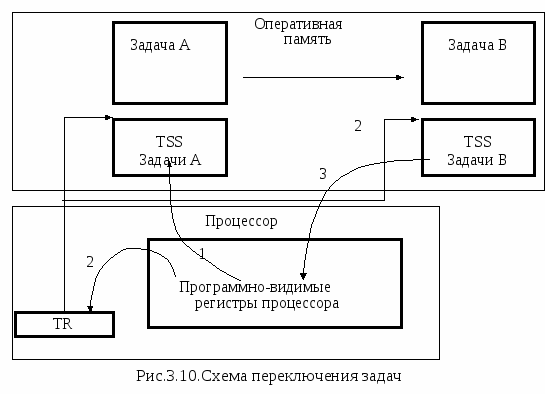 Оперативная
память
Задача А
Задача В
2
TSS
Задачи А
TSS
Задачи В
3
Процессор
1
2
Программно-видимые
регистры процессора
TR
Рис.3.10.Схема переключения задач